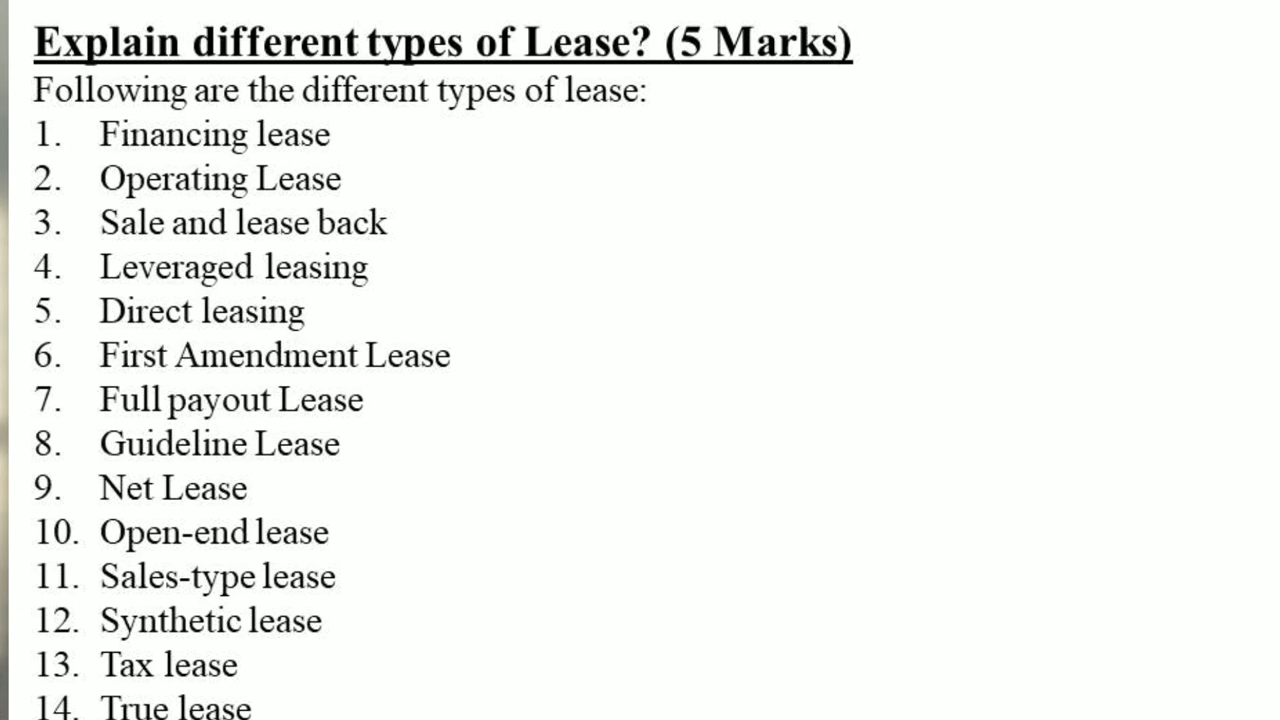 Explain different types of Lease? (5 Marks)
Following are the different types of lease:
1. Financing lease
2. Operating Lease
3. Sale and lease back
4. Leveraged leasing
5. Direct leasing
6. First Amendment Lease
7. Full payout Lease
8. Guideline Lease
9. Net Lease
10. Open-end lease
11. Sales-type lease
12. Synthetic lease
13. Tax lease
14. True lease